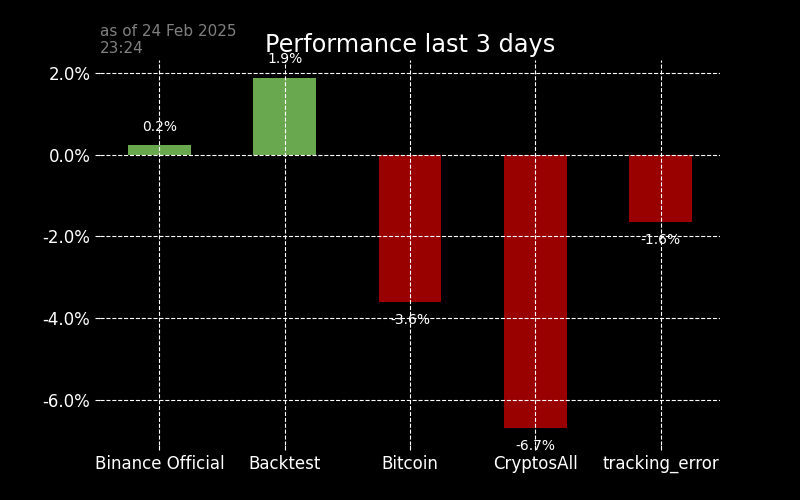 as of 24 Feb 2025
23:24
Performance last 3 days
2.0%
0.0%
-2.0%
-4.0%
-6.0%
0.2%
1.9%
-3.6%
-6.7%
-1.6%
Binance Official
Backtest
Bitcoin
CryptosAll
tracking_error